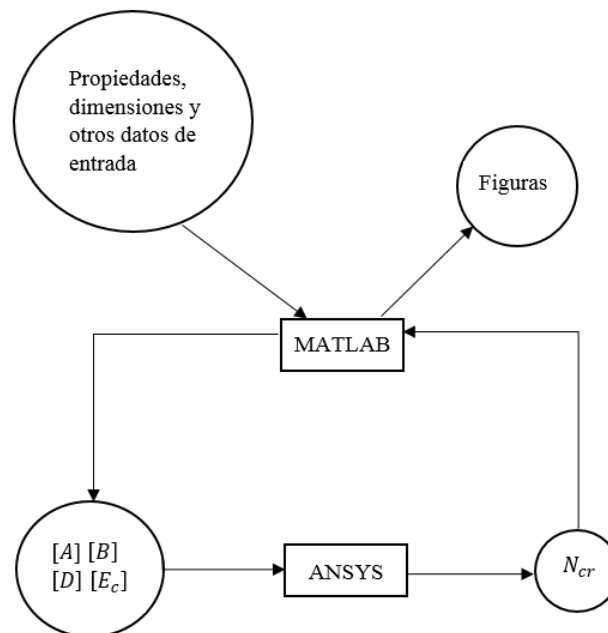 Propiedades,
dimensiones y
otros datos de
entrada
Figuras
MATLAB
[A] [B]
[D] [E_c]
ANSYS
N_cr